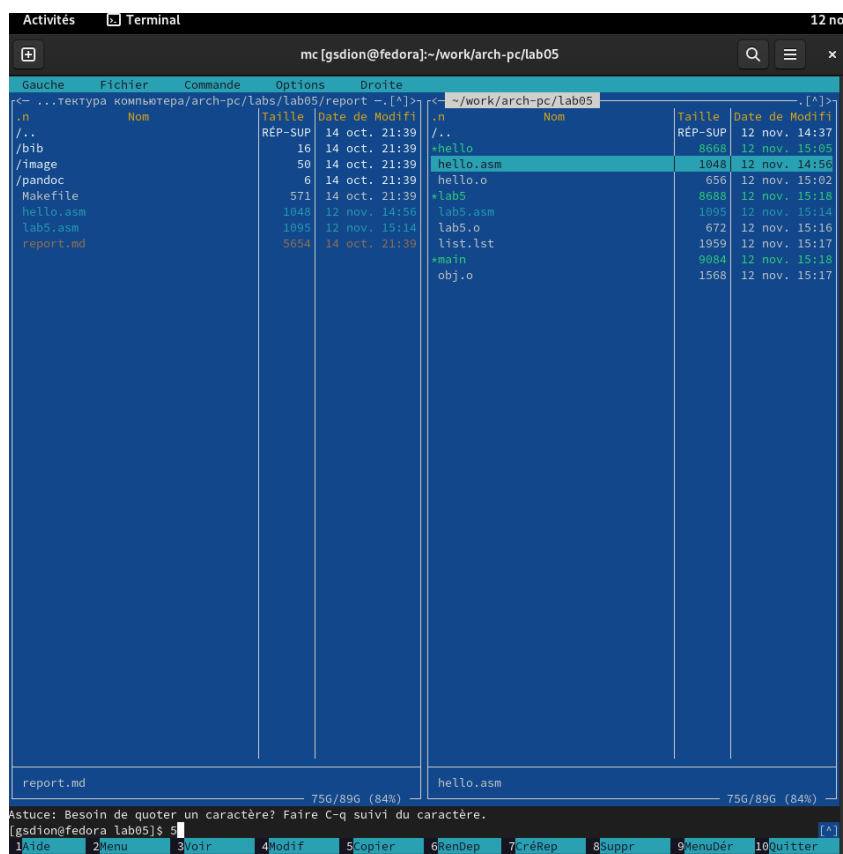 Activités Terminal 12 no
mc [gsdion@fedora]:~/work/arch-pc/lab05
Gauche Fichier Commande Options Droite
<— ...тектура компьютера/arch-pc/labs/lab05/report —.[^]>
.n Nom Taille Date de Modifi
/.. RÉP-SUP 14 oct. 21:39
/bib 16 14 oct. 21:39
/image 50 14 oct. 21:39
/pandoc 6 14 oct. 21:39
Makefile 571 14 oct. 21:39
hello.asm 1048 12 nov. 14:56
lab5.asm 1095 12 nov. 15:14
report.md 5654 14 oct. 21:39
report.md
75G/89G (84%)
<— ~/work/arch-pc/lab05 .[^]>
.n Nom Taille Date de Modifi
/.. RÉP-SUP 12 nov. 14:37
*hello 8668 12 nov. 15:05
hello.asm 1048 12 nov. 14:56
hello.o 656 12 nov. 15:02
*lab5 8688 12 nov. 15:18
lab5.asm 1095 12 nov. 15:14
lab5.o 672 12 nov. 15:16
list.lst 1959 12 nov. 15:17
*main 9084 12 nov. 15:18
obj.o 1568 12 nov. 15:17
hello.asm
75G/89G (84%)
Astuce: Besoin de quoter un caractère? Faire C-q suivi du caractère.
[gsdion@fedora lab05]$ 5 [^]
1Aide 2Menu 3Voir 4Modif 5Copier 6RenDep 7CréRep 8Suppr 9MenuDér 10Quitter